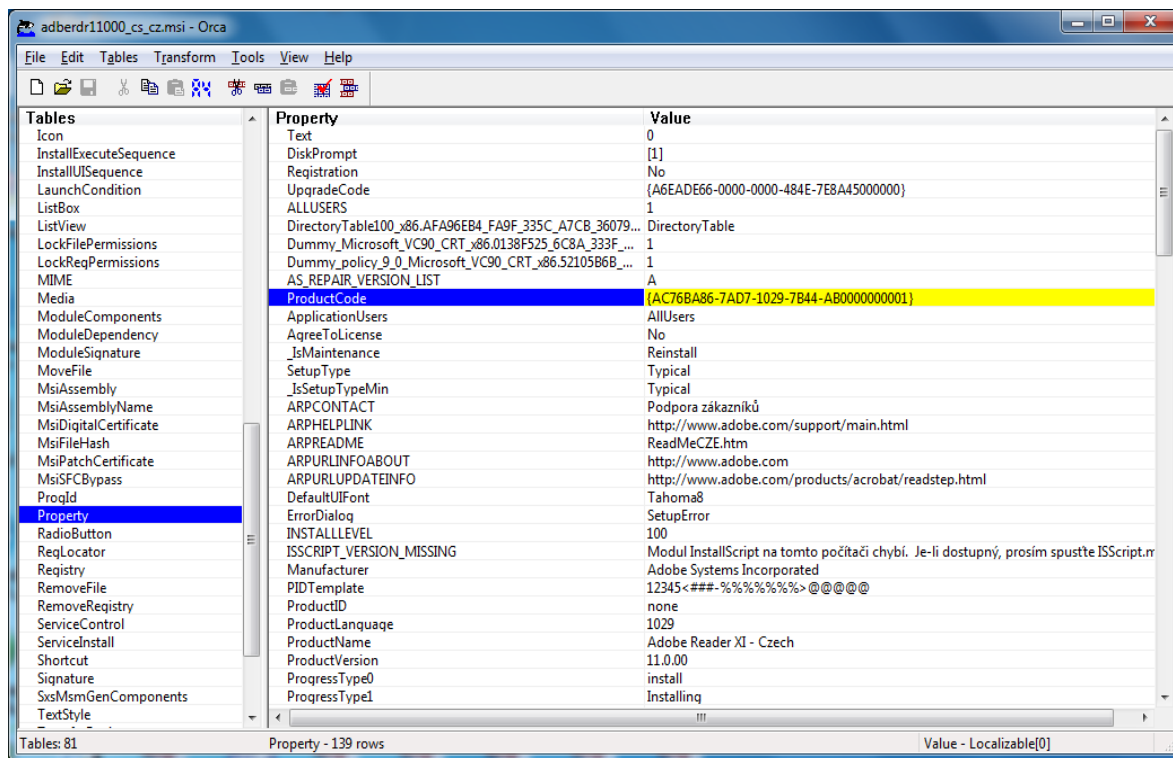 adberdr11000_cs_cz.msi - Orca
File Edit Tables Transform Tools View Help
Tables Property Value
Icon Text 0
InstallExecuteSequence DiskPrompt [1]
InstallUISequence Registration No
LaunchCondition UpgradeCode {A6EADE66-0000-0000-484E-7E8A45000000}
ListBox ALLUSERS 1
ListView DirectoryTable100_x86.AFA96EB4_FA9F_335C_A7CB_36079... DirectoryTable
LockFilePermissions Dummy_Microsoft_VC90_CRT_x86.0138F525_6C8A_333F_... 1
LockReqPermissions Dummy_policy_9_0_Microsoft_VC90_CRT_x86.52105B6B_... 1
MIME AS_REPAIR_VERSION_LIST A
Media ProductCode {AC76BA86-7AD7-1029-7B44-AB0000000001}
ModuleComponents ApplicationUsers AllUsers
ModuleDependency AgreeToLicense No
ModuleSignature _IsMaintenance Reinstall
MoveFile SetupType Typical
MsiAssembly _IsSetupTypeMin Typical
MsiAssemblyName ARPCONTACT Podpora zákazníků
MsiDigitalCertificate ARPHELPLINK http://www.adobe.com/support/main.html
MsiFileHash ARPREADME ReadMeCZE.htm
MsiPatchCertificate ARPURLINFOABOUT http://www.adobe.com
MsiSFCBypass ARPURLUPDATEINFO http://www.adobe.com/products/acrobat/readstep.html
ProgId DefaultUIFont Tahoma8
Property ErrorDialog SetupError
RadioButton INSTALLLEVEL 100
RegLocator ISSCRIPT_VERSION_MISSING Modul InstallScript na tomto počítači chybí. Je-li dostupný, prosím spusťte ISScript.m
Registry Manufacturer Adobe Systems Incorporated
RemoveFile PIDTemplate 12345<###-%%%%%%%>@@@@@
RemoveRegistry ProductID none
ServiceControl ProductLanguage 1029
ServiceInstall ProductName Adobe Reader XI - Czech
Shortcut ProductVersion 11.0.00
Signature ProgressType0 install
SxsMsmGenComponents ProgressType1 Installing
TextStyle
Tables: 81 Property - 139 rows Value - Localizable[0]